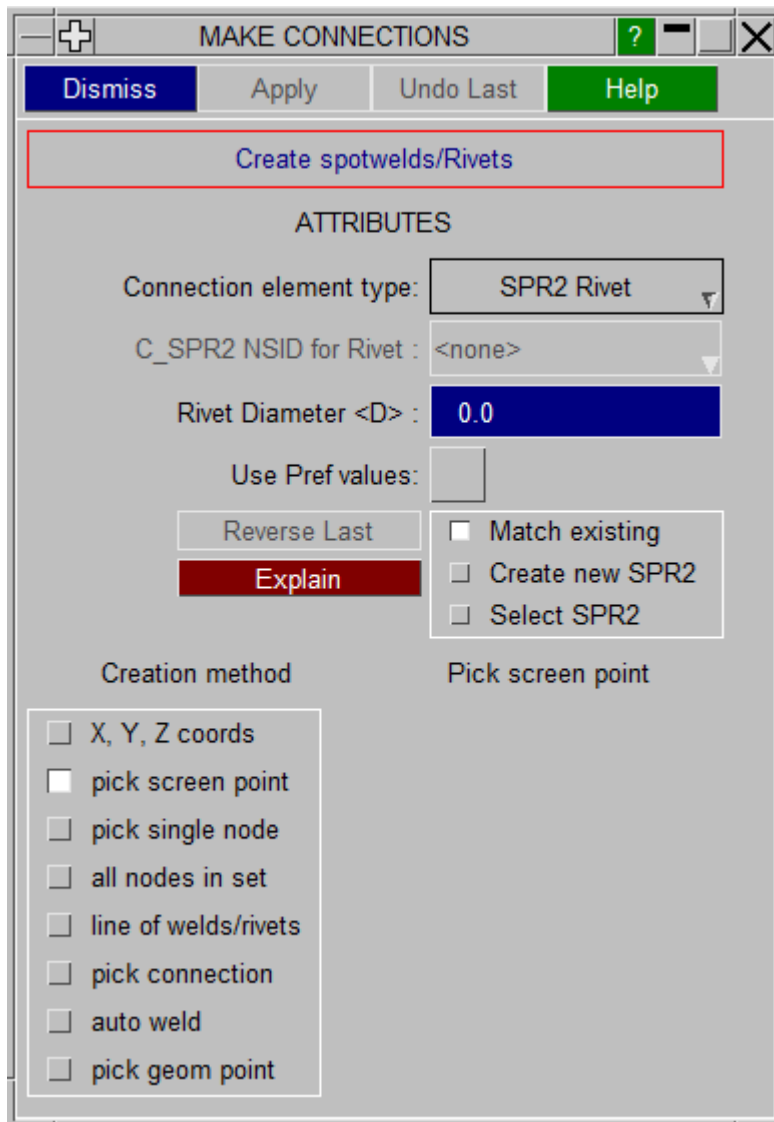 MAKE CONNECTIONS ?
Dismiss Apply Undo Last Help
Create spotwelds/Rivets
ATTRIBUTES
Connection element type: SPR2 Rivet
C_SPR2 NSID for Rivet : <none>
Rivet Diameter <D> : 0.0
Use Pref values:
Reverse Last Match existing
Explain Create new SPR2
Select SPR2
Creation method Pick screen point
X, Y, Z coords
pick screen point
pick single node
all nodes in set
line of welds/rivets
pick connection
auto weld
pick geom point